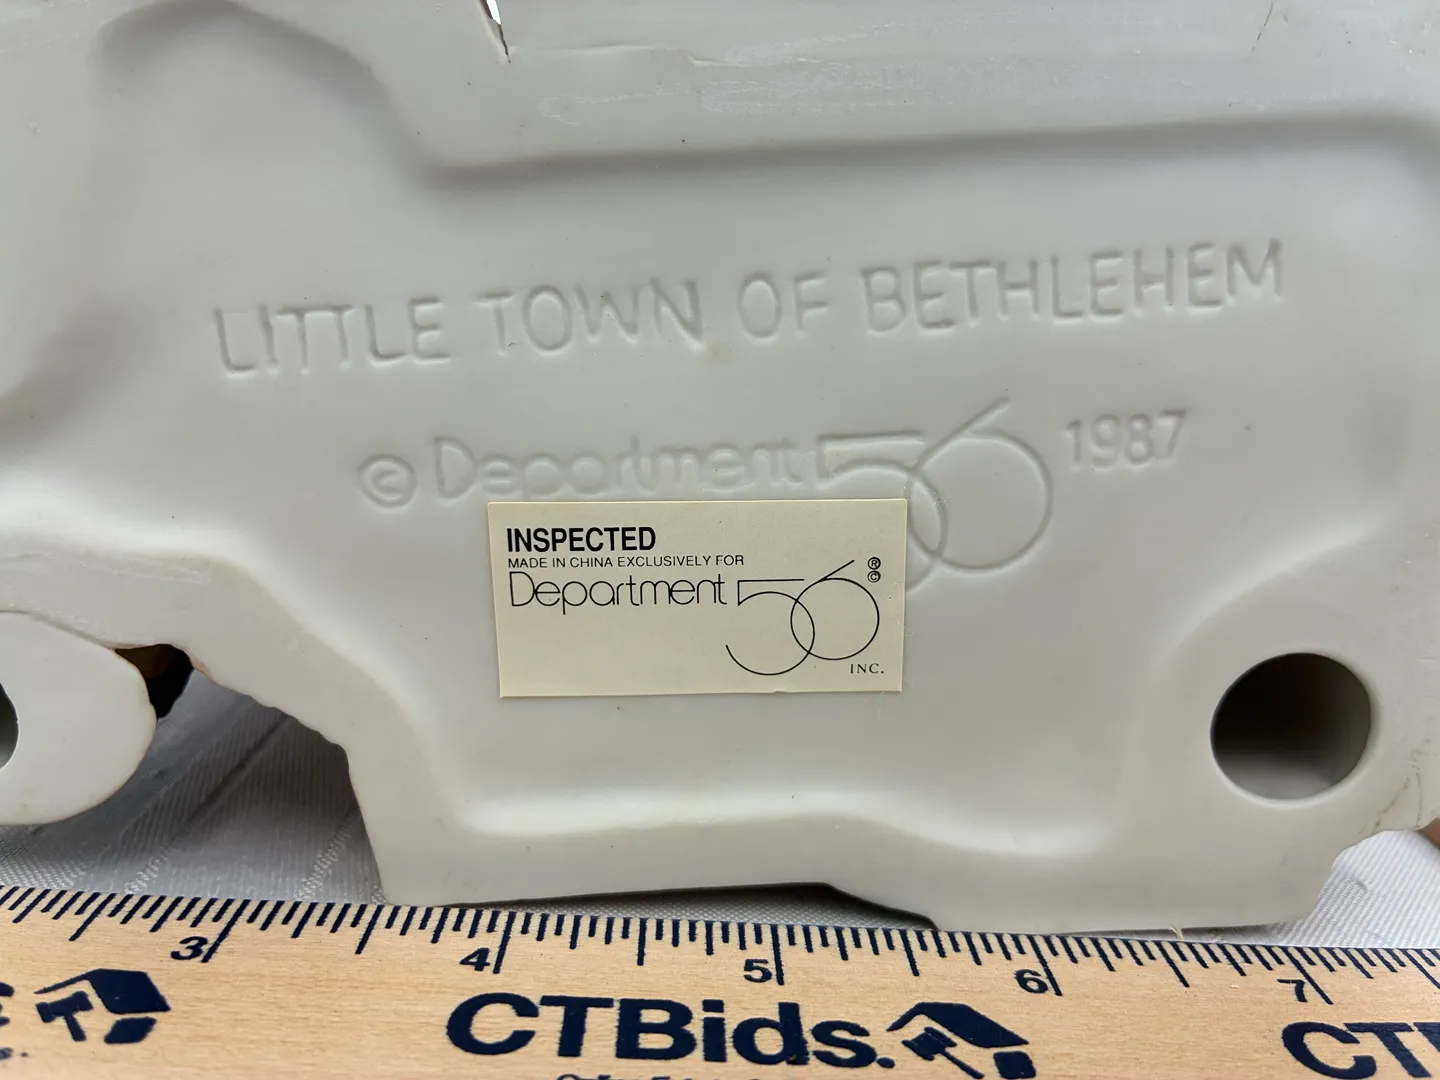 LITTLE TOWN OF BETHLEHEM
© Department 56 1987
INSPECTED
MADE IN CHINA EXCLUSIVELY FOR
Department 56 ® ©
INC.
3 4 5 6 7
CTBids. CT